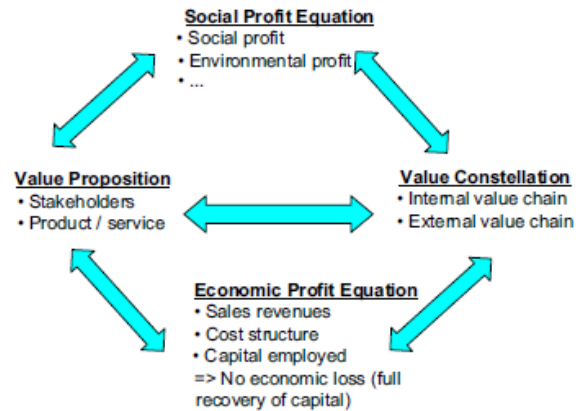 Social Profit Equation
• Social profit
• Environmental profit
• ...
Value Proposition
• Stakeholders
• Product / service
Value Constellation
• Internal value chain
• External value chain
Economic Profit Equation
• Sales revenues
• Cost structure
• Capital employed
=> No economic loss (full
recovery of capital)